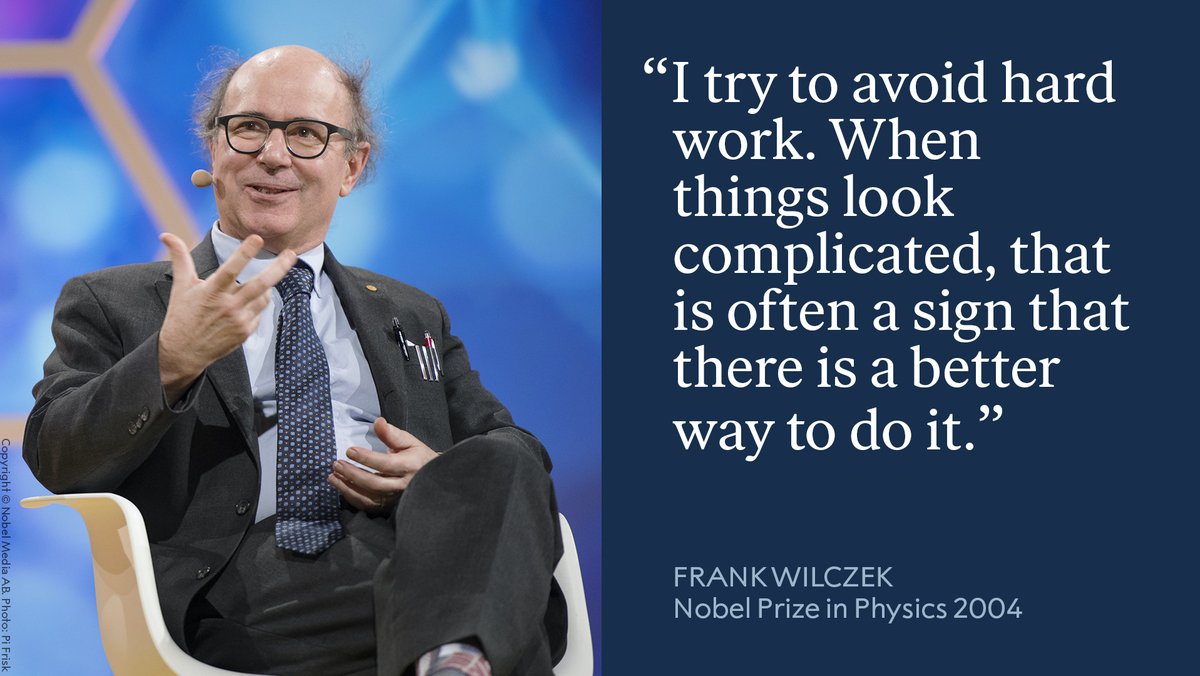 “I try to avoid hard
work. When
things look
complicated, that
is often a sign that
there is a better
way to do it.”
FRANK WILCZEK
Nobel Prize in Physics 2004
Copyright © Nobel Media AB. Photo: Pi Frisk